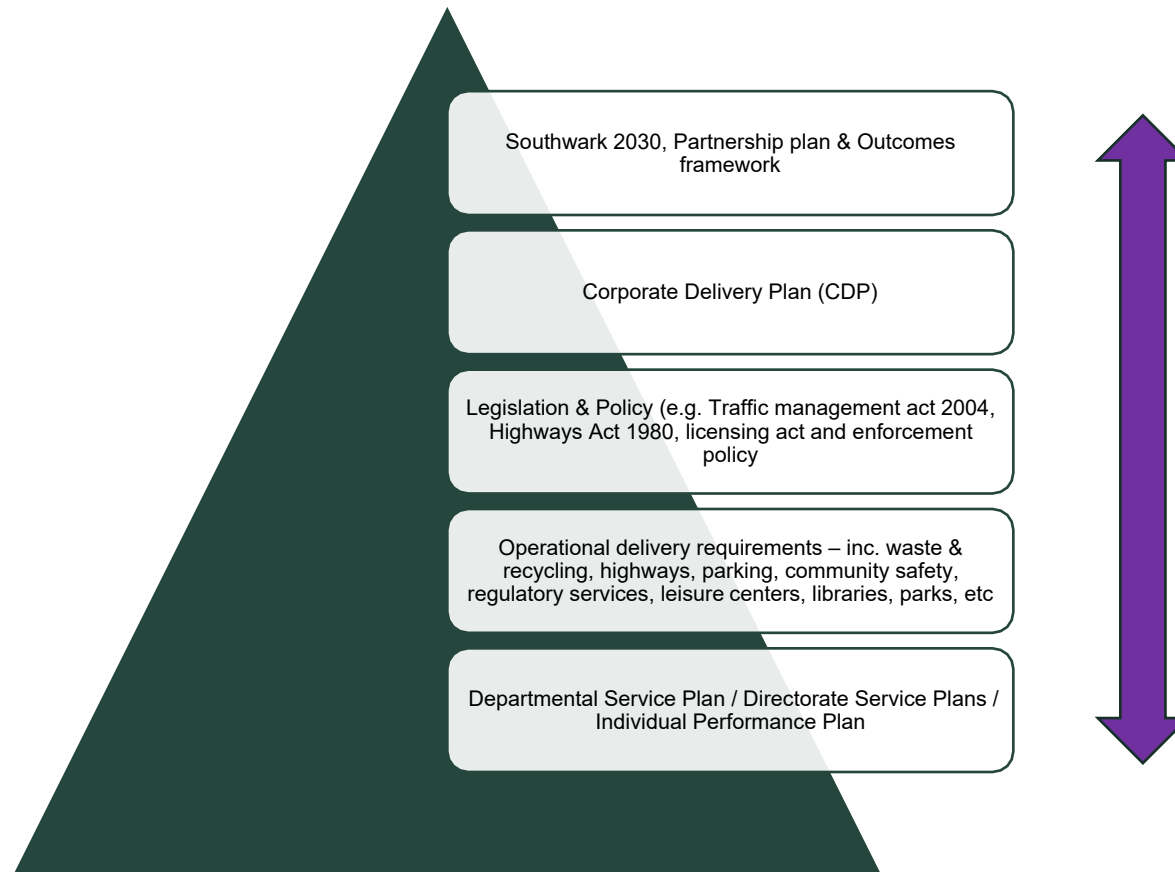 Southwark 2030, Partnership plan & Outcomes
framework
Corporate Delivery Plan (CDP)
Legislation & Policy (e.g. Traffic management act 2004,
Highways Act 1980, licensing act and enforcement
policy
Operational delivery requirements – inc. waste &
recycling, highways, parking, community safety,
regulatory services, leisure centers, libraries, parks, etc
Departmental Service Plan / Directorate Service Plans /
Individual Performance Plan